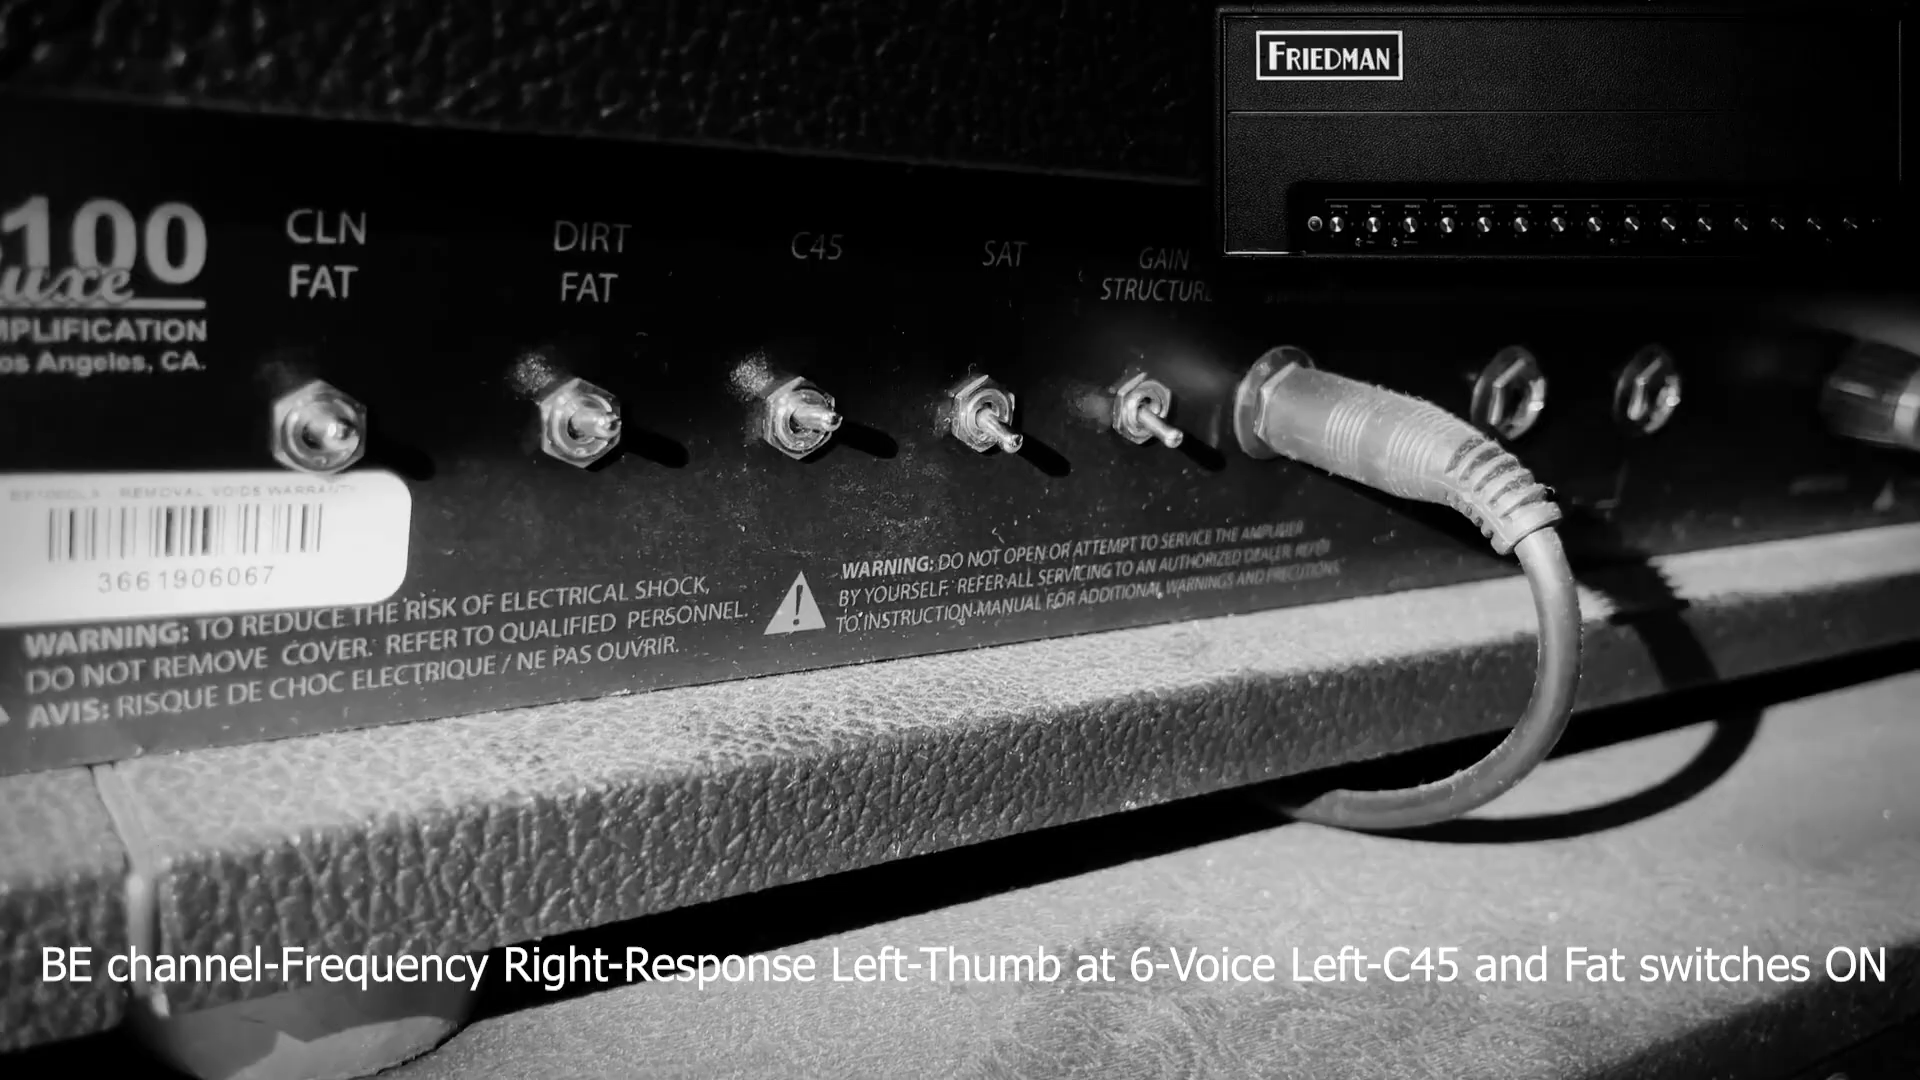 FRIEDMAN
100
uxe
MPLIFICATION
os Angeles, CA.
CLN
FAT
DIRT
FAT
C45
SAT
GAIN
STRUCTURE
REMOVAL VOIDS WARRANTY
3661906067
WARNING: TO REDUCE THE RISK OF ELECTRICAL SHOCK,
DO NOT REMOVE COVER. REFER TO QUALIFIED PERSONNEL.
AVIS: RISQUE DE CHOC ELECTRIQUE / NE PAS OUVRIR.
WARNING: DO NOT OPEN OR ATTEMPT TO SERVICE THE AMPLIFIER
BY YOURSELF. REFER ALL SERVICING TO AN AUTHORIZED DEALER. REFER
TO INSTRUCTION MANUAL FOR ADDITIONAL WARNINGS AND PRECUTIONS.
BE channel-Frequency Right-Response Left-Thumb at 6-Voice Left-C45 and Fat switches ON